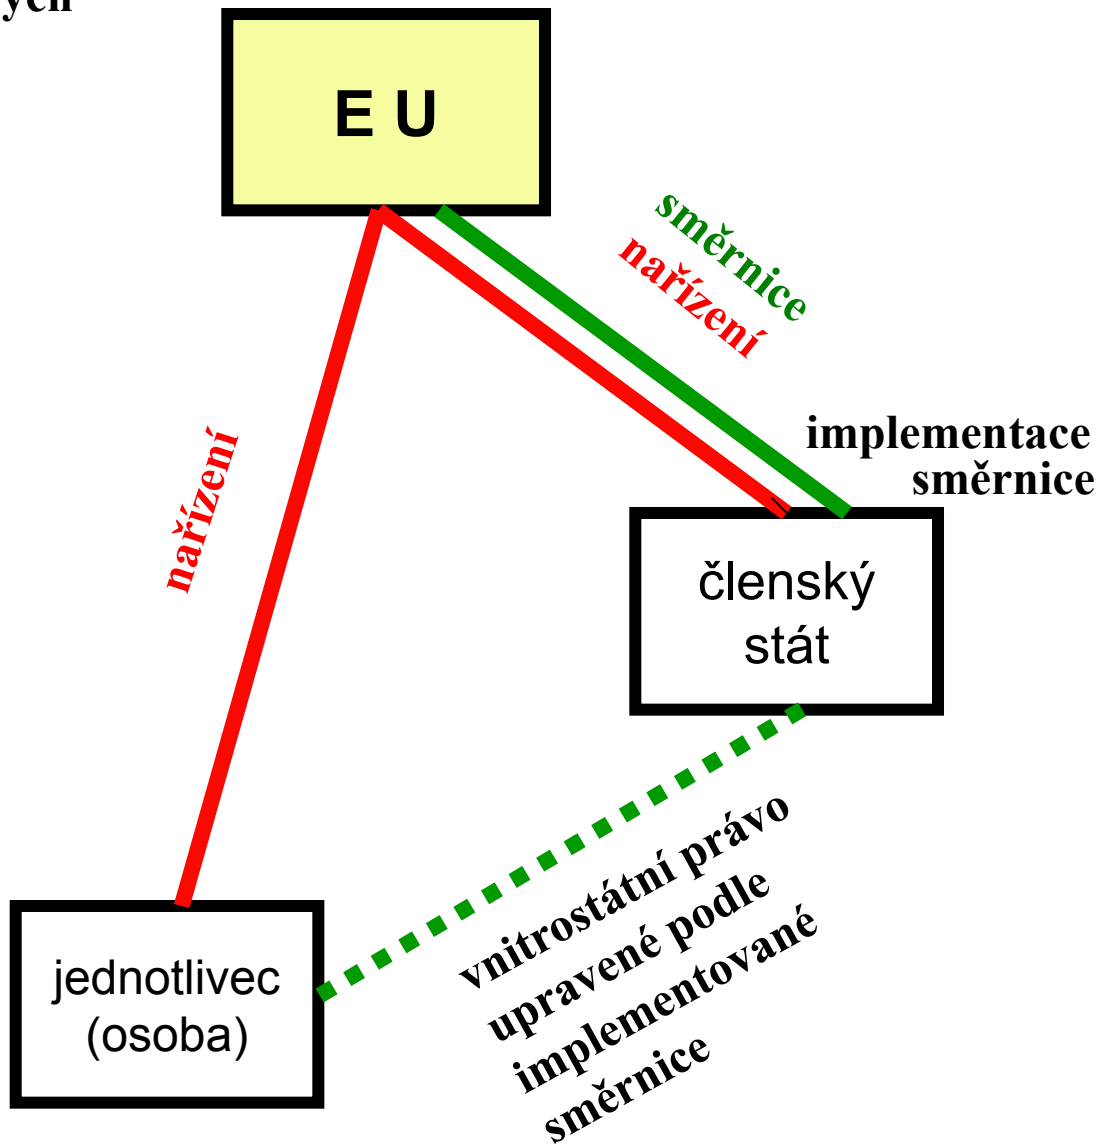 E U
směrnice
nařízení
nařízení
implementace
směrnice
členský
stát
vnitrostátní právo
upravené podle
implementované
směrnice
jednotlivec
(osoba)